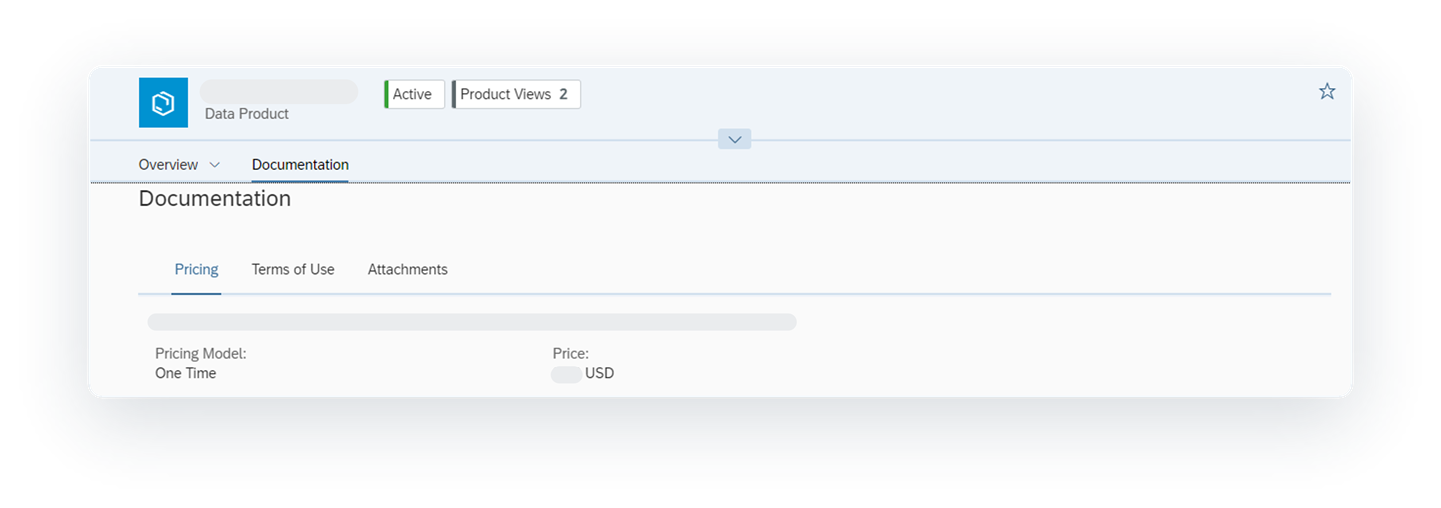 Active
Product Views 2
Data Product
Overview
Documentation
Documentation
Pricing
Terms of Use
Attachments
Pricing Model:
One Time
Price:
USD